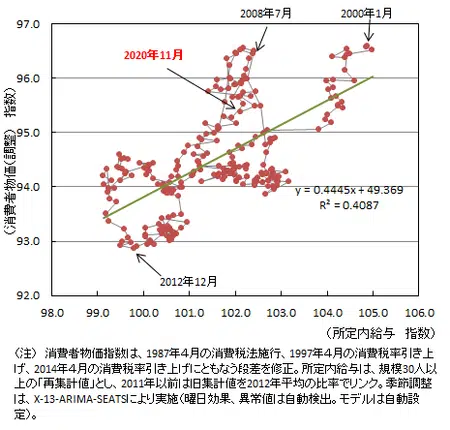 (消費者物価(調整) 指数)
97.0
96.0
95.0
94.0
93.0
92.0
2008年7月
2000年1月
2020年11月
y = 0.4445x + 49.369
R² = 0.4087
2012年12月
98.0 99.0 100.0 101.0 102.0 103.0 104.0 105.0 106.0
(所定内給与 指数)
(注) 消費者物価指数は、1987年4月の消費税法施行、1997年4月の消費税率引き上
げ、2014年4月の消費税率引き上げにともなう段差を修正。所定内給与は、規模30人以
上の「再集計値」とし、2011年以前は旧集計値を2012年平均の比率でリンク。季節調整
は、X-13-ARIMA-SEATSにより実施(曜日効果、異常値は自動検出。モデルは自動設
定)。